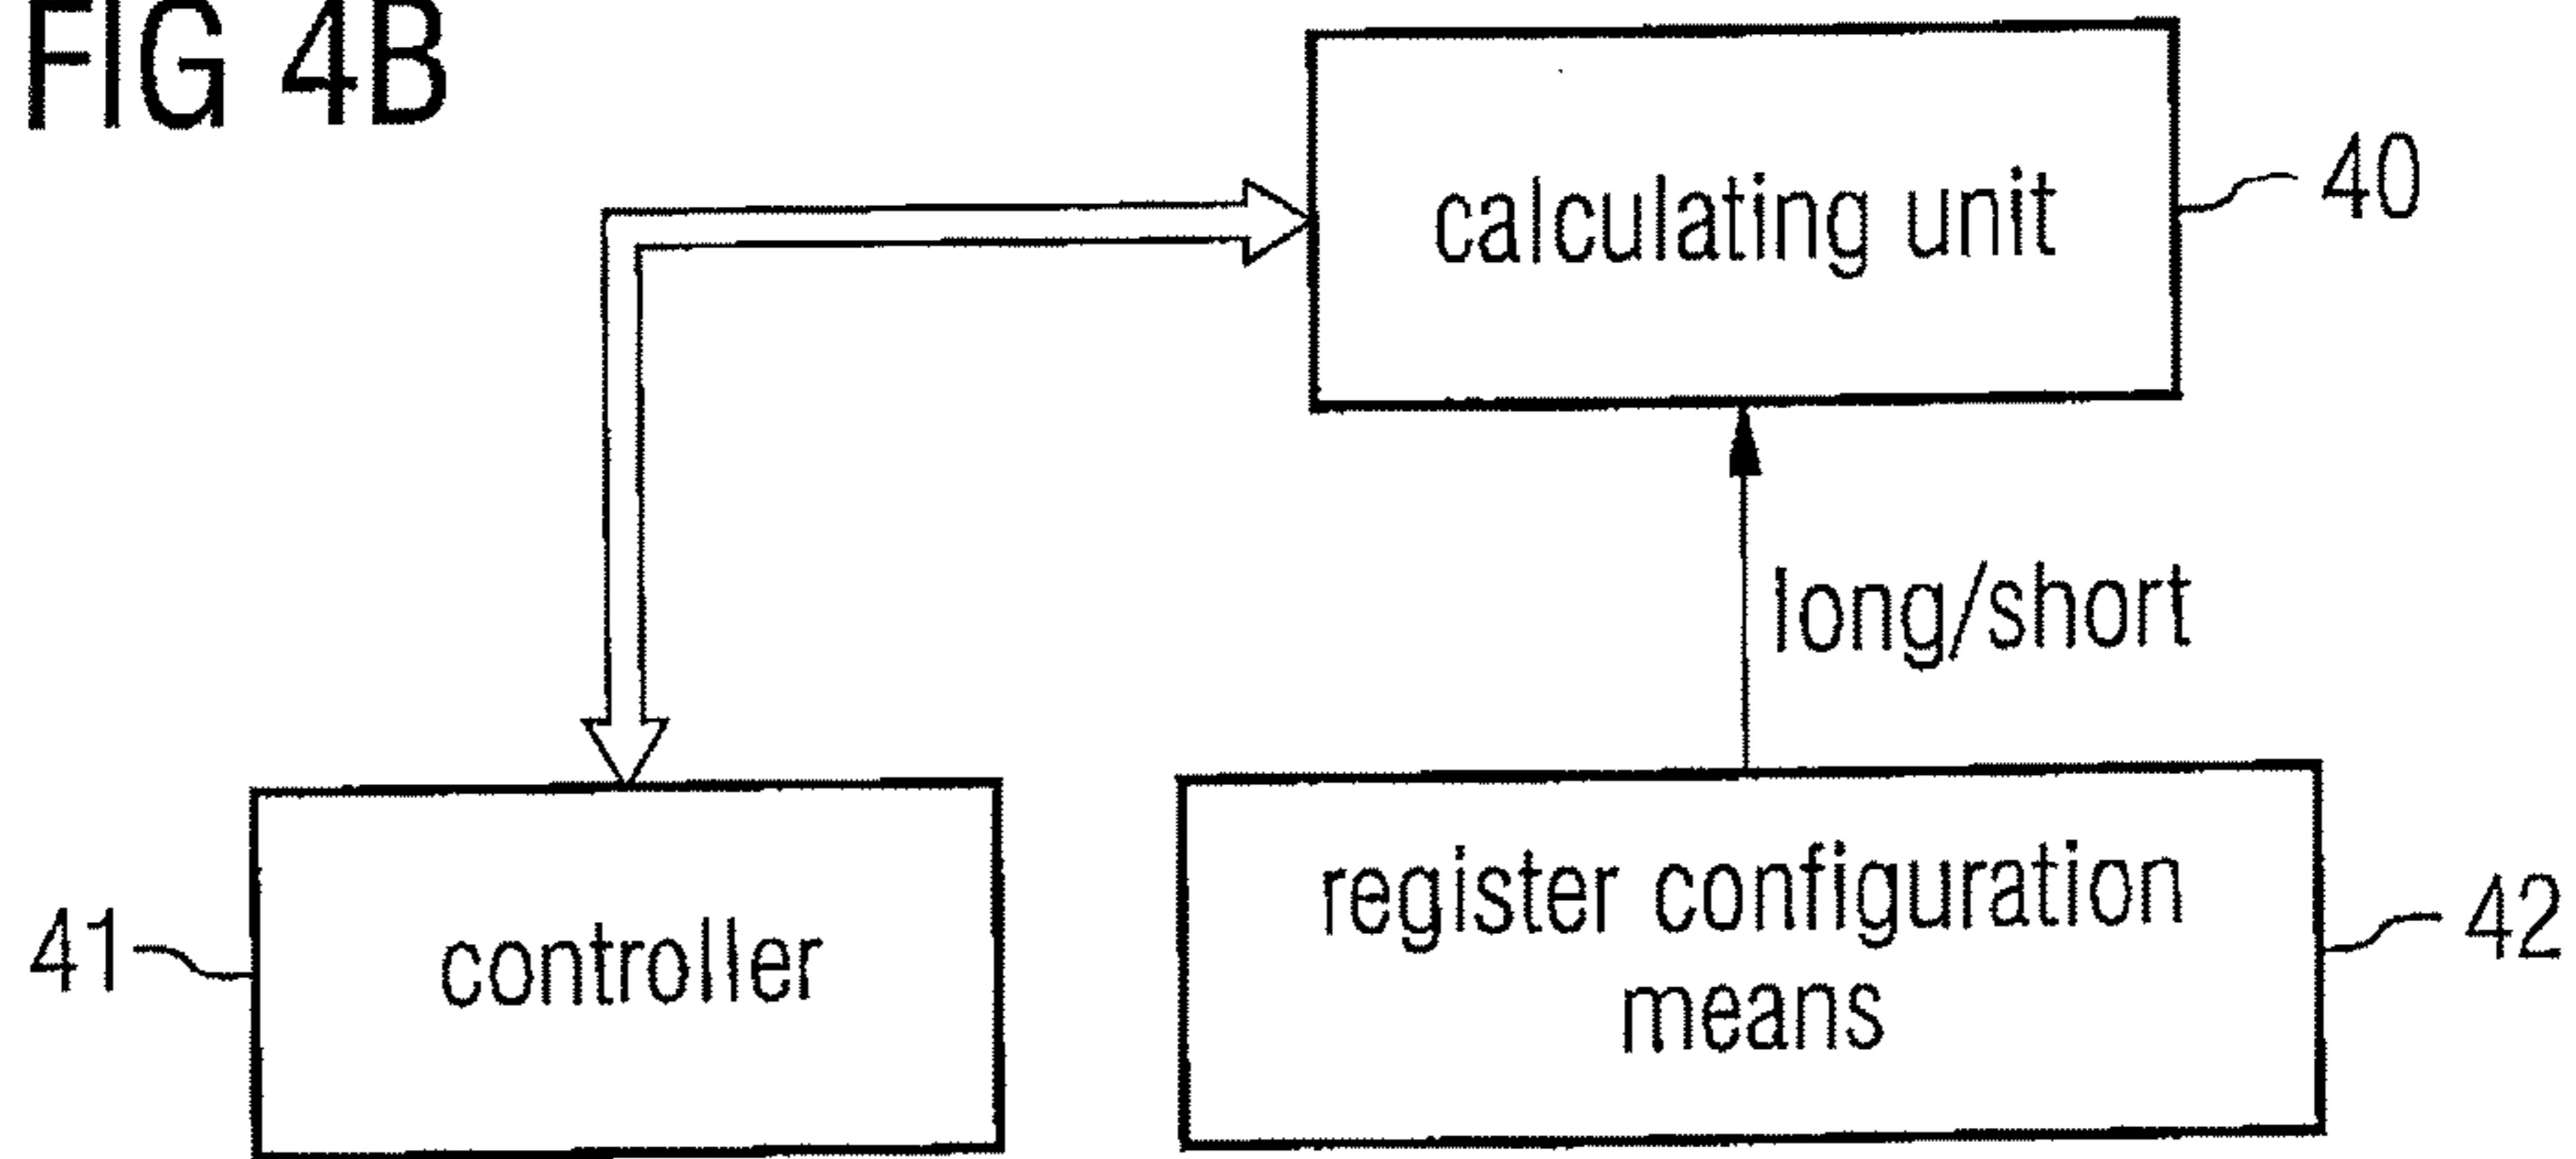 FIG 4B
calculating unit
40
long/short
41
controller
register configuration
means
42